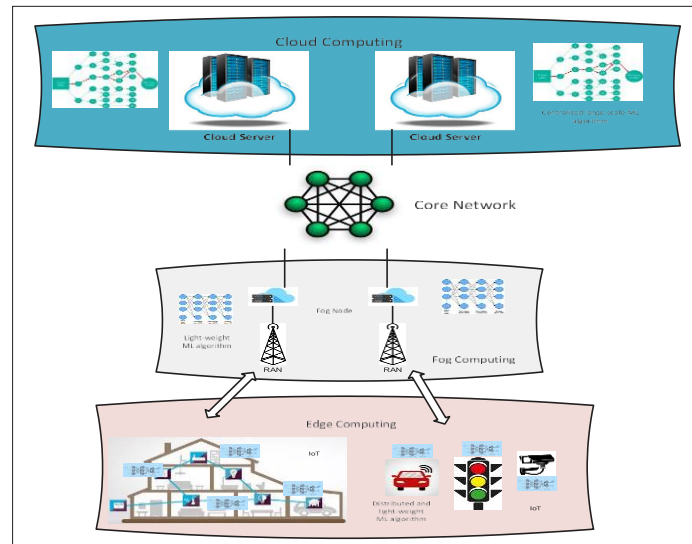 Cloud Computing
Cloud Server
Cloud Server
Core Network
Fog Node
Light-weight
ML algorithm
RAN
RAN
Fog Computing
Edge Computing
IoT
Distributed and
light-weight
ML algorithm
IoT